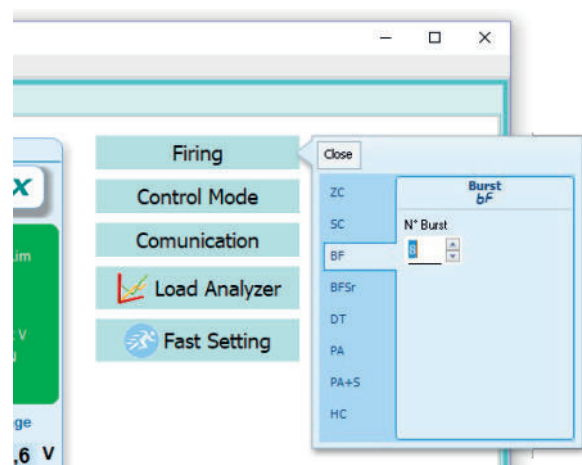 Firing
Control Mode
Comunication
Load Analyzer
Fast Setting
Close
ZC
SC
BF
BFSr
DT
PA
PA+S
HC
Burst
bF
N° Burst
8
x
im
V
ge
,6 V